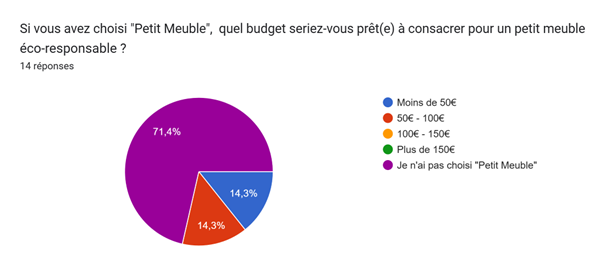 Si vous avez choisi "Petit Meuble",  quel budget seriez-vous prêt(e) à consacrer pour un petit meuble
éco-responsable ?
14 réponses
71,4%
14,3%
14,3%
Moins de 50€
50€ - 100€
100€ - 150€
Plus de 150€
Je n'ai pas choisi "Petit Meuble"